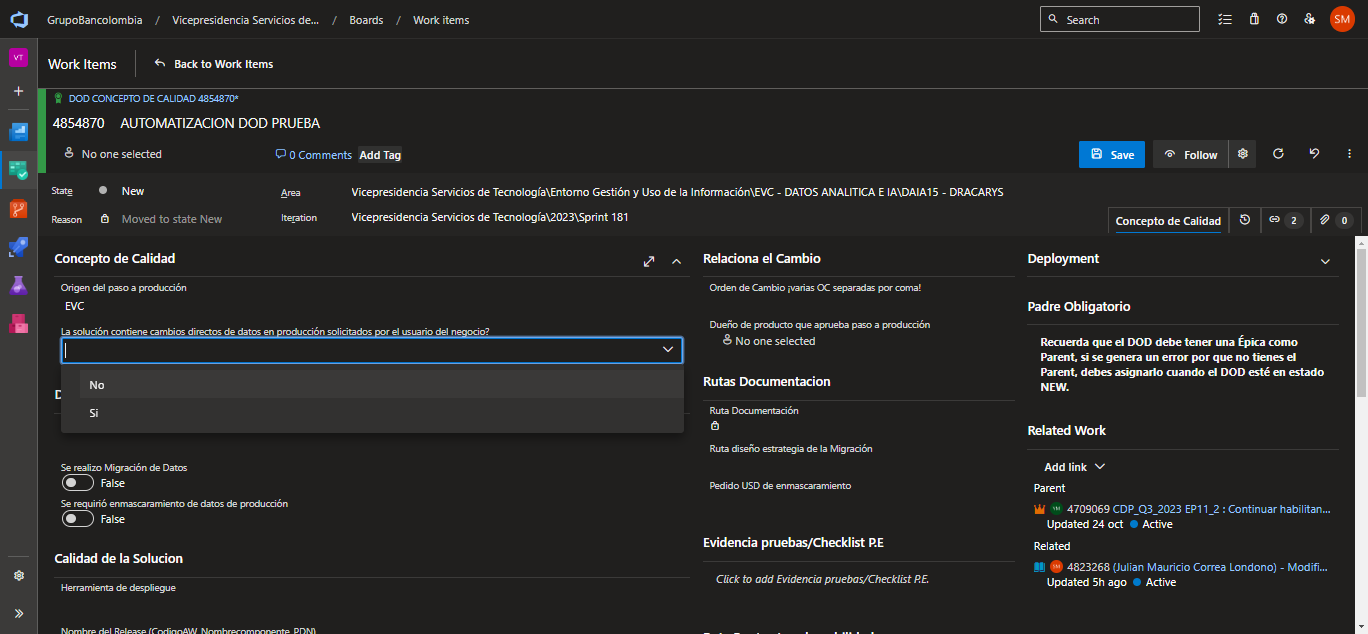 GrupoBancolombia / Vicepresidencia Servicios de... / Boards / Work items
Search
SM
VT
Work Items
Back to Work Items
DOD CONCEPTO DE CALIDAD 4854870*
4854870 AUTOMATIZACION DOD PRUEBA
No one selected
0 Comments
Add Tag
Save
Follow
State
New
Area
Vicepresidencia Servicios de Tecnología\Entorno Gestión y Uso de la Información\EVC - DATOS ANALITICA E IA\DAIA15 - DRACARYS
Reason
Moved to state New
Iteration
Vicepresidencia Servicios de Tecnología\2023\Sprint 181
Concepto de Calidad
2
0
Concepto de Calidad
Origen del paso a producción
EVC
La solución contiene cambios directos de datos en producción solicitados por el usuario del negocio?
No
Si
D
Se realizo Migración de Datos
False
Se requirió enmascaramiento de datos de producción
False
Calidad de la Solucion
Herramienta de despliegue
Nombre del Release (CodigoAW_Nombrecomponente_PDN)
Relaciona el Cambio
Orden de Cambio ¡varias OC separadas por coma!
Dueño de producto que aprueba paso a producción
No one selected
Rutas Documentacion
Ruta Documentación
Ruta diseño estrategia de la Migración
Pedido USD de enmascaramiento
Evidencia pruebas/Checklist P.E
Click to add Evidencia pruebas/Checklist P.E.
Deployment
Padre Obligatorio
Recuerda que el DOD debe tener una Épica como
Parent, si se genera un error por que no tienes el
Parent, debes asignarlo cuando el DOD esté en estado
NEW.
Related Work
Add link
Parent
YM
4709069 CDP_Q3_2023 EP11_2 : Continuar habilitan...
Updated 24 oct
Active
Related
SM
4823268 (Julian Mauricio Correa Londono) - Modifi...
Updated 5h ago
Active